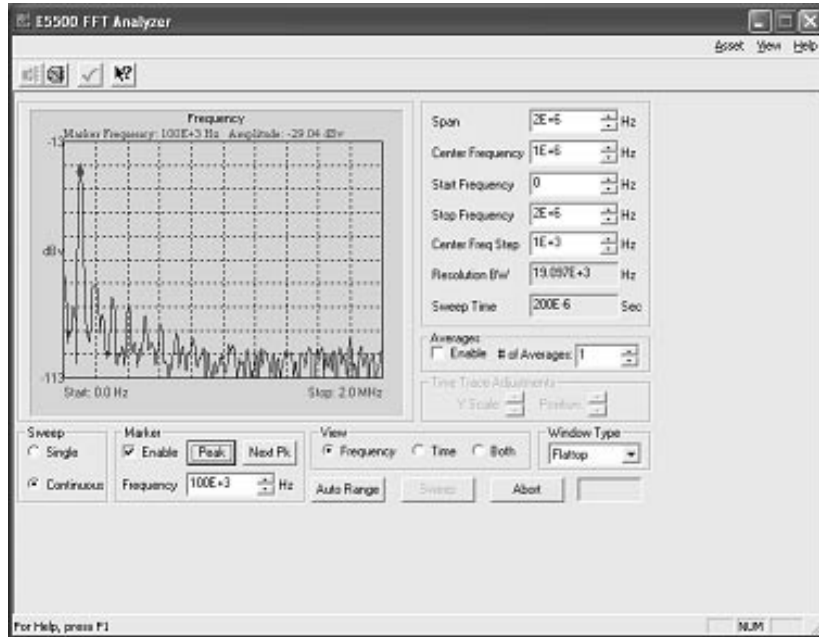 E5500 FFT Analyzer
Asset View Help
Frequency
Marker Frequency: 100E+3 Hz Amplitude: -29.04 dBv
-13
dBv
-113
Start: 0.0 Hz
Stop: 2.0 MHz
Span 2E+6 Hz
Center Frequency 1E+6 Hz
Start Frequency 0 Hz
Stop Frequency 2E+6 Hz
Center Freq Step 1E+3 Hz
Resolution BW 19.097E+3 Hz
Sweep Time 200E-6 Sec
Averages
Enable # of Averages: 1
Time Trace Adjustments
Y Scale Position
Sweep
Single
Continuous
Marker
Enable Peak Next Pk
Frequency 100E+3 Hz
View
Frequency Time Both
Window Type
Flattop
Auto Range Sweep Abort
For Help, press F1
NUM